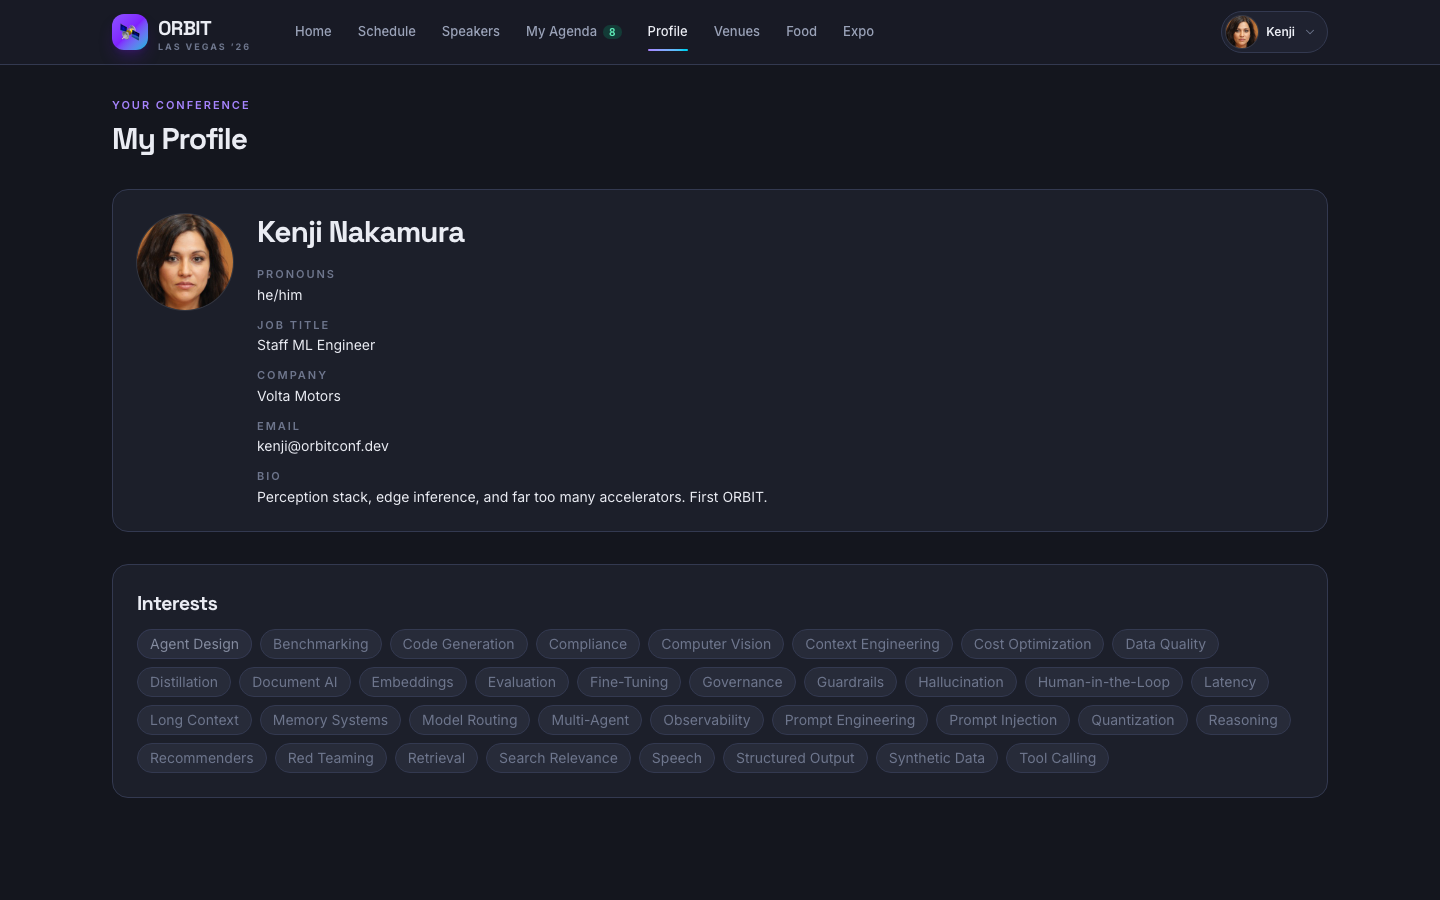 ORBIT
LAS VEGAS '26
Home Schedule Speakers My Agenda 8 Profile Venues Food Expo
Kenji
YOUR CONFERENCE
My Profile
Kenji Nakamura
PRONOUNS
he/him
JOB TITLE
Staff ML Engineer
COMPANY
Volta Motors
EMAIL
kenji@orbitconf.dev
BIO
Perception stack, edge inference, and far too many accelerators. First ORBIT.
Interests
Agent Design Benchmarking Code Generation Compliance Computer Vision Context Engineering Cost Optimization Data Quality
Distillation Document AI Embeddings Evaluation Fine-Tuning Governance Guardrails Hallucination Human-in-the-Loop Latency
Long Context Memory Systems Model Routing Multi-Agent Observability Prompt Engineering Prompt Injection Quantization Reasoning
Recommenders Red Teaming Retrieval Search Relevance Speech Structured Output Synthetic Data Tool Calling